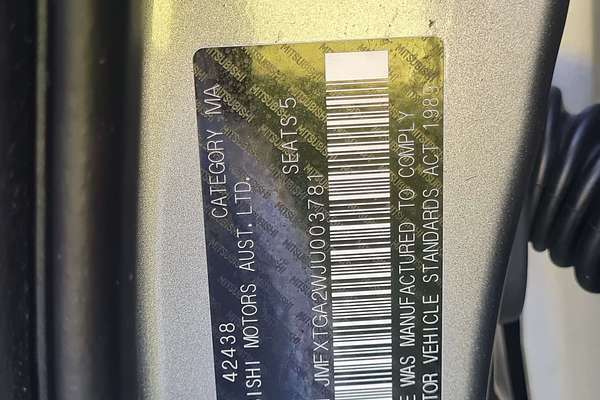 42438 CATEGORY MA
ISHI MOTORS AUST. LTD.
SEATS 5
JMFXTGA2WJU003781
E WAS MANUFACTURED TO COMPLY
TOR VEHICLE STANDARDS ACT 1989